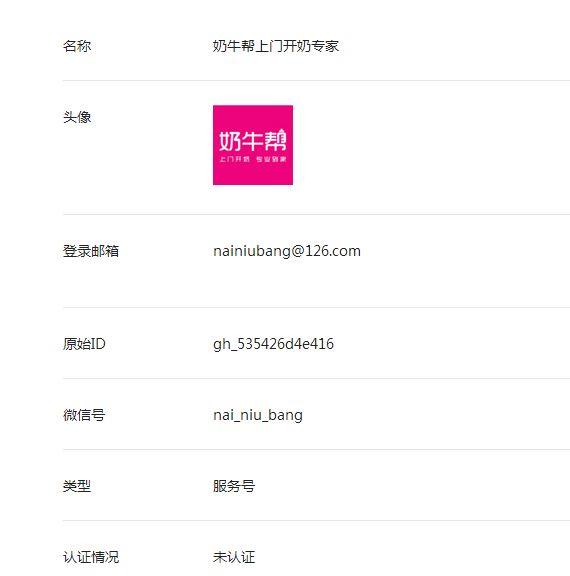 名称 奶牛帮上门开奶专家
头像
奶牛帮
上门开奶 专业到家
登录邮箱 nainiubang@126.com
原始ID gh_535426d4e416
微信号 nai_niu_bang
类型 服务号
认证情况 未认证